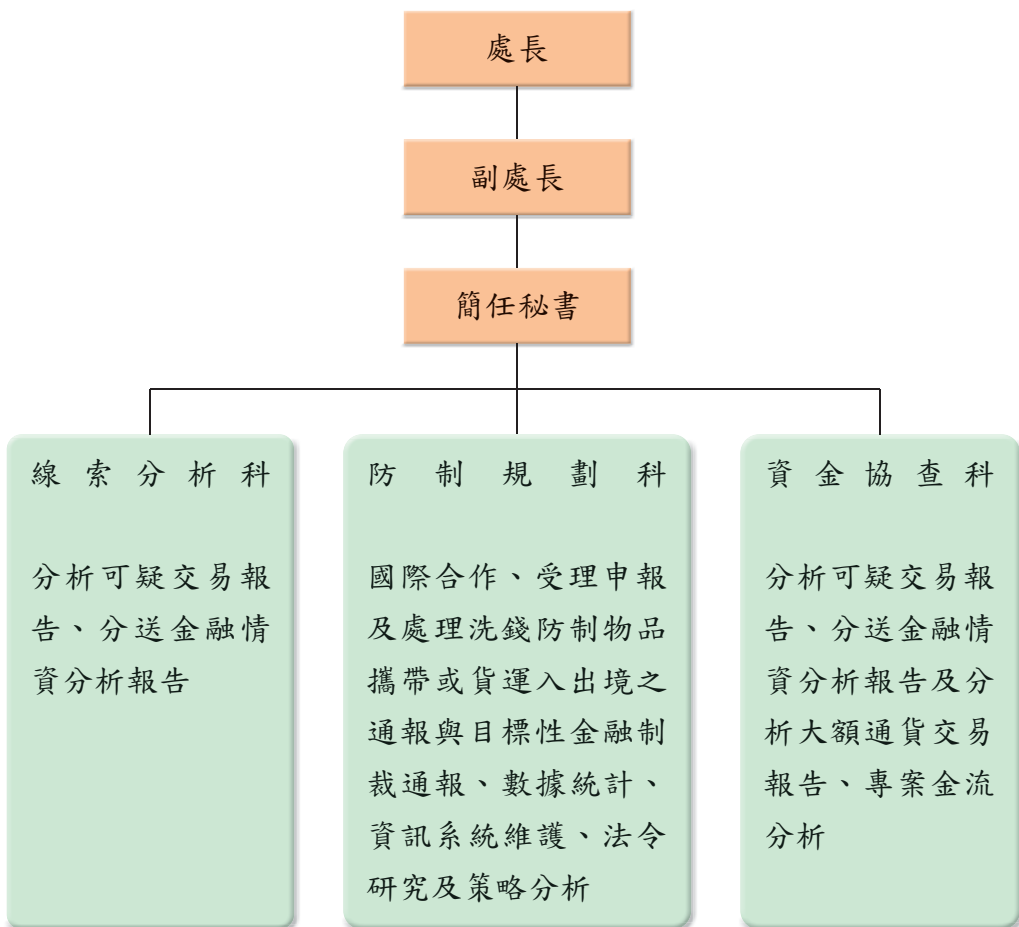 處長
副處長
簡任秘書
線索分析科
分析可疑交易報
告、分送金融情
資分析報告
防制規劃科
國際合作、受理申報
及處理洗錢防制物品
攜帶或貨運入出境之
通報與目標性金融制
裁通報、數據統計、
資訊系統維護、法令
研究及策略分析
資金協查科
分析可疑交易報
告、分送金融情
資分析報告及分
析大額通貨交易
報告、專案金流
分析